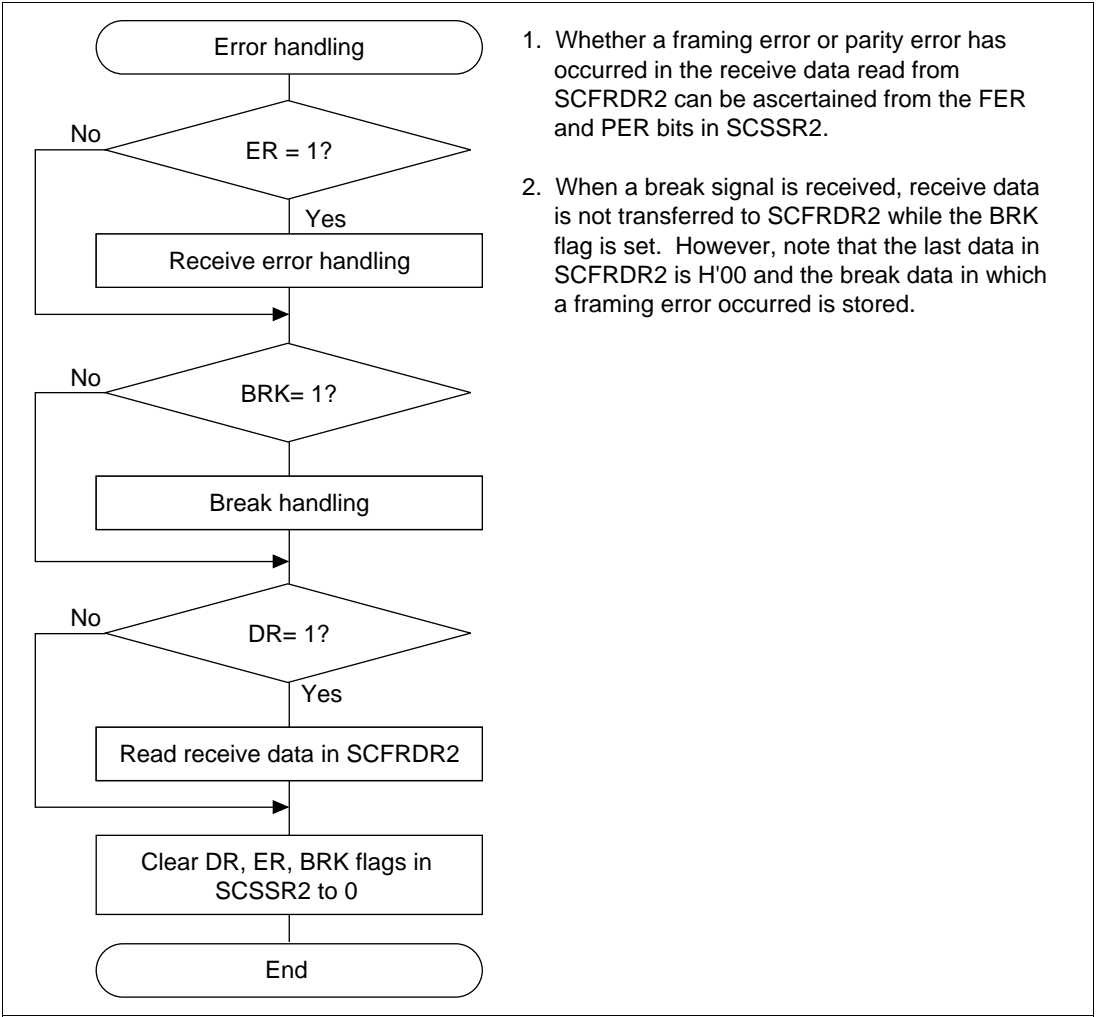 Error handling
No
ER = 1?
Yes
Receive error handling
No
BRK= 1?
Break handling
No
DR= 1?
Yes
Read receive data in SCFRDR2
Clear DR, ER, BRK flags in
SCSSR2 to 0
End
1. Whether a framing error or parity error has
occurred in the receive data read from
SCFRDR2 can be ascertained from the FER
and PER bits in SCSSR2.
2. When a break signal is received, receive data
is not transferred to SCFRDR2 while the BRK
flag is set. However, note that the last data in
SCFRDR2 is H'00 and the break data in which
a framing error occurred is stored.